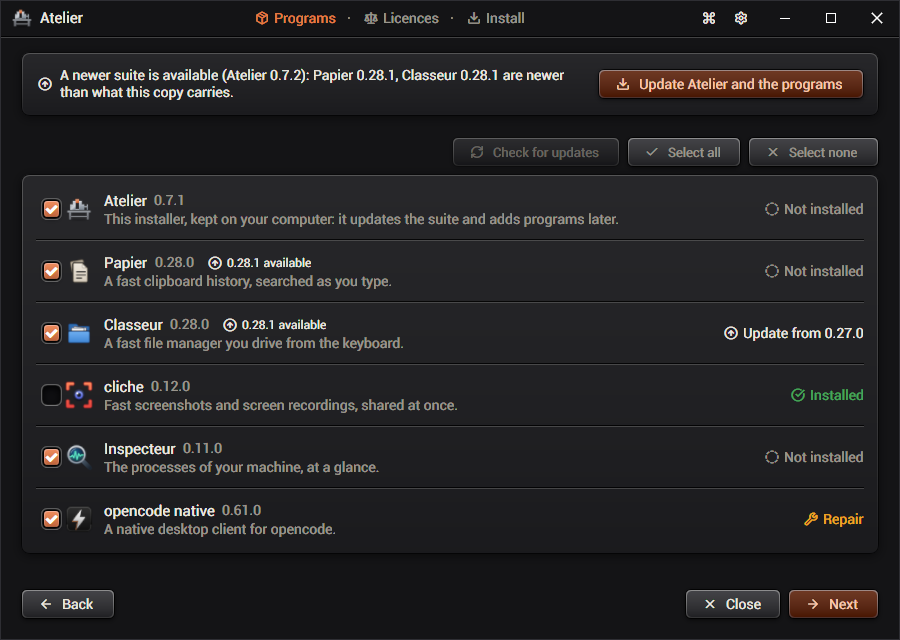 Atelier
Programs · Licences · Install
A newer suite is available (Atelier 0.7.2): Papier 0.28.1, Classeur 0.28.1 are newer
than what this copy carries.
Update Atelier and the programs
Check for updates
Select all
Select none
Atelier 0.7.1
This installer, kept on your computer: it updates the suite and adds programs later.
Not installed
Papier 0.28.0 0.28.1 available
A fast clipboard history, searched as you type.
Not installed
Classeur 0.28.0 0.28.1 available
A fast file manager you drive from the keyboard.
Update from 0.27.0
cliche 0.12.0
Fast screenshots and screen recordings, shared at once.
Installed
Inspecteur 0.11.0
The processes of your machine, at a glance.
Not installed
opencode native 0.61.0
A native desktop client for opencode.
Repair
Back
Close
Next